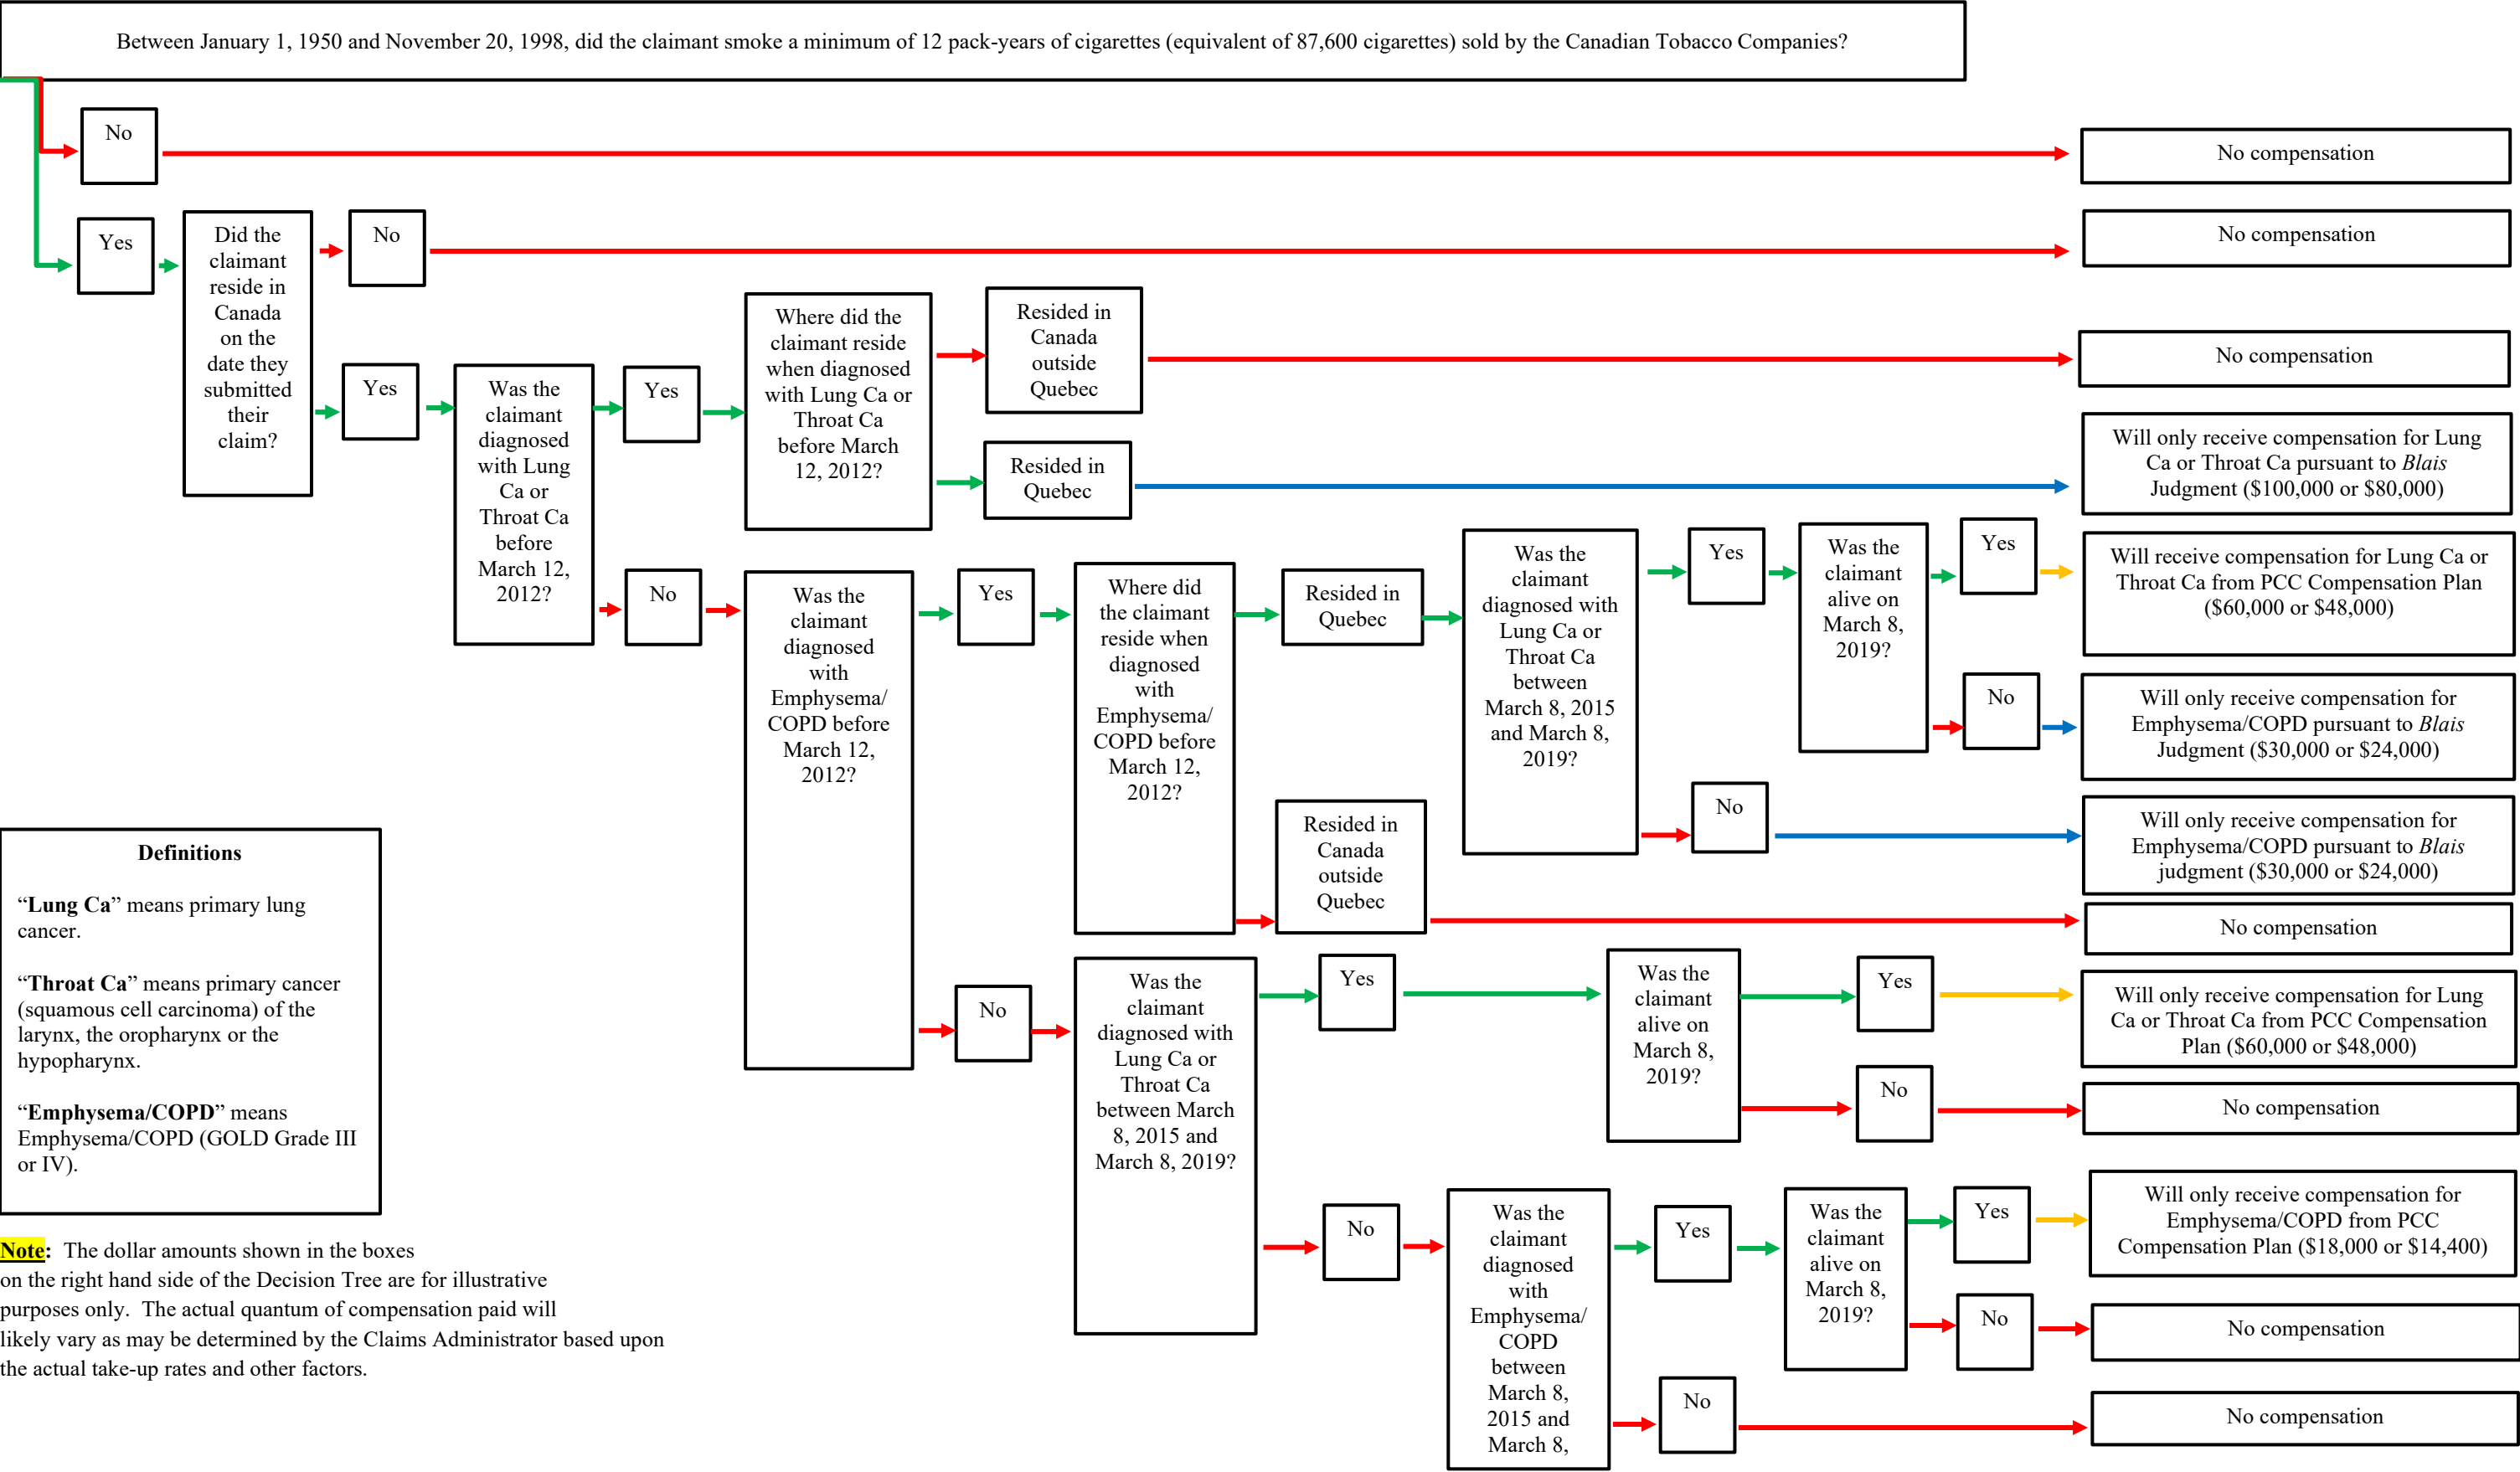 Between January 1, 1950 and November 20, 1998, did the claimant smoke a minimum of 12 pack-years of cigarettes (equivalent of 87,600 cigarettes) sold by the Canadian Tobacco Companies?
No
No compensation
Yes
Did the
claimant
reside in
Canada
on the
date they
submitted
their
claim?
No
No compensation
Yes
Was the
claimant
diagnosed
with Lung
Ca or
Throat Ca
before
March 12,
2012?
Yes
Where did the
claimant reside
when diagnosed
with Lung Ca or
Throat Ca
before March
12, 2012?
Resided in
Canada
outside
Quebec
No compensation
Resided in
Quebec
Will only receive compensation for Lung
Ca or Throat Ca pursuant to Blais
Judgment ($100,000 or $80,000)
No
Was the
claimant
diagnosed
with
Emphysema/
COPD before
March 12,
2012?
Yes
Where did
the claimant
reside when
diagnosed
with
Emphysema/
COPD before
March 12,
2012?
Resided in
Quebec
Was the
claimant
diagnosed with
Lung Ca or
Throat Ca
between
March 8, 2015
and March 8,
2019?
Yes
Was the
claimant
alive on
March 8,
2019?
Yes
Will receive compensation for Lung Ca or
Throat Ca from PCC Compensation Plan
($60,000 or $48,000)
No
Will only receive compensation for
Emphysema/COPD pursuant to Blais
Judgment ($30,000 or $24,000)
No
Will only receive compensation for
Emphysema/COPD pursuant to Blais
judgment ($30,000 or $24,000)
Resided in
Canada
outside
Quebec
No compensation
No
Was the
claimant
diagnosed with
Lung Ca or
Throat Ca
between March
8, 2015 and
March 8, 2019?
Yes
Was the
claimant
alive on
March 8,
2019?
Yes
Will only receive compensation for Lung
Ca or Throat Ca from PCC Compensation
Plan ($60,000 or $48,000)
No
No compensation
No
Was the
claimant
diagnosed
with
Emphysema/
COPD
between
March 8,
2015 and
March 8,
Yes
Was the
claimant
alive on
March 8,
2019?
Yes
Will only receive compensation for
Emphysema/COPD from PCC
Compensation Plan ($18,000 or $14,400)
No
No compensation
No
No compensation
Definitions
“Lung Ca” means primary lung
cancer.
“Throat Ca” means primary cancer
(squamous cell carcinoma) of the
larynx, the oropharynx or the
hypopharynx.
“Emphysema/COPD” means
Emphysema/COPD (GOLD Grade III
or IV).
Note: The dollar amounts shown in the boxes
on the right hand side of the Decision Tree are for illustrative
purposes only. The actual quantum of compensation paid will
likely vary as may be determined by the Claims Administrator based upon
the actual take-up rates and other factors.